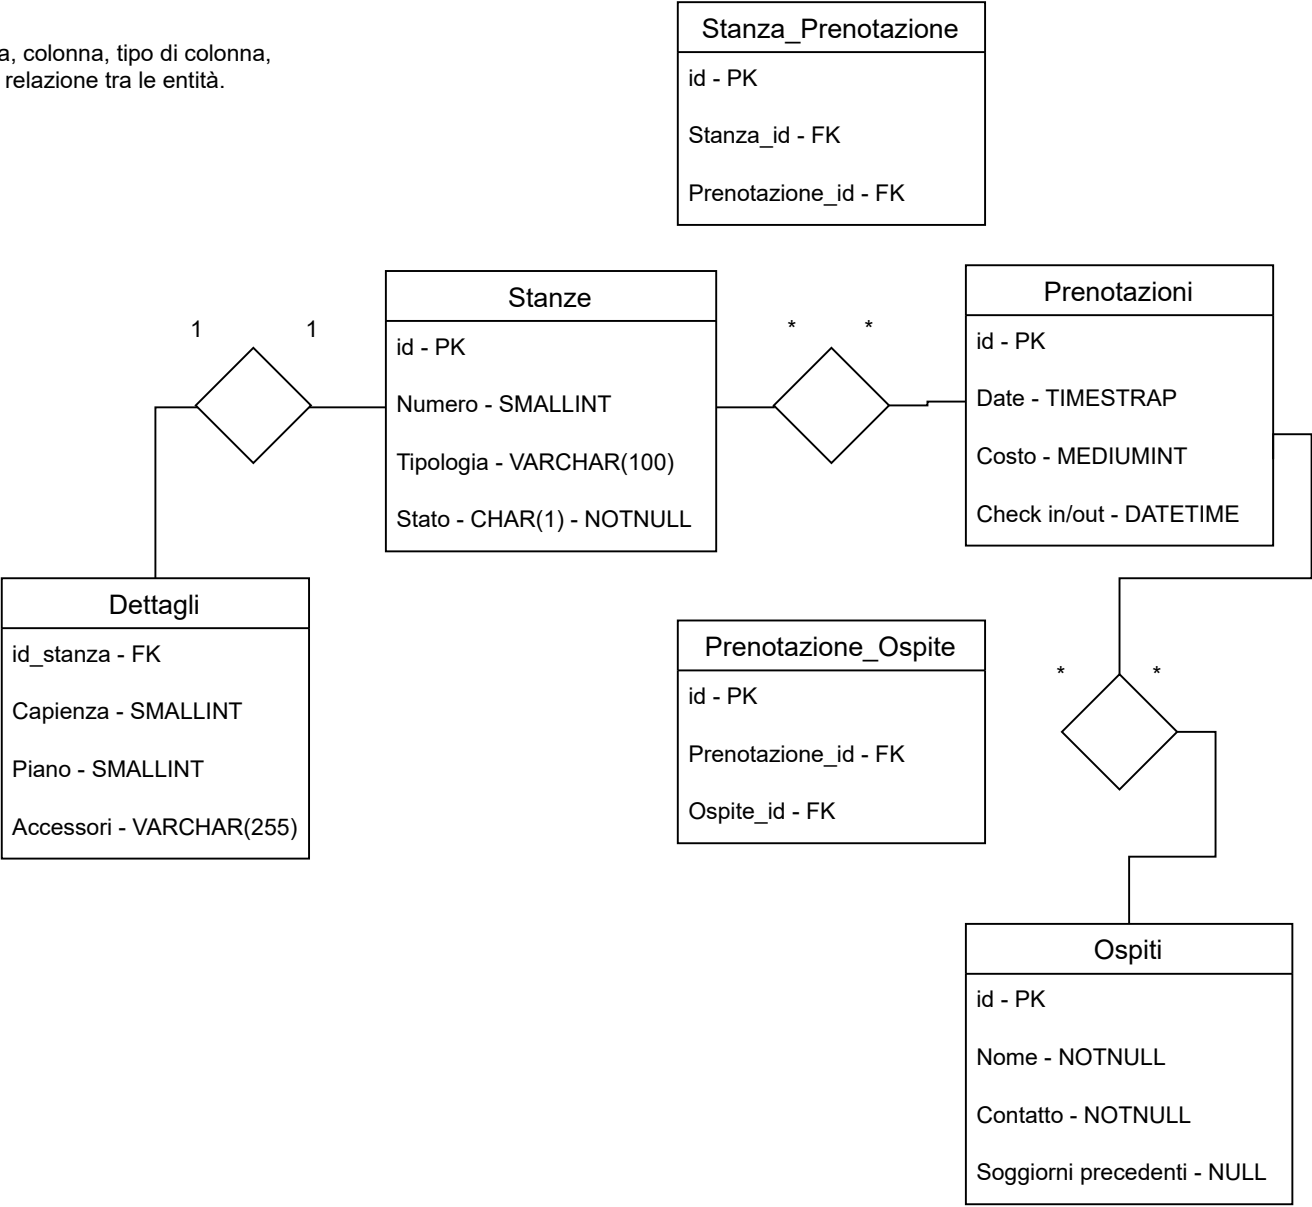 a, colonna, tipo di colonna,
relazione tra le entità.
Stanza_Prenotazione
id - PK
Stanza_id - FK
Prenotazione_id - FK
1
1
Stanze
id - PK
Numero - SMALLINT
Tipologia - VARCHAR(100)
Stato - CHAR(1) - NOTNULL
*
*
Prenotazioni
id - PK
Date - TIMESTRAP
Costo - MEDIUMINT
Check in/out - DATETIME
Dettagli
id_stanza - FK
Capienza - SMALLINT
Piano - SMALLINT
Accessori - VARCHAR(255)
Prenotazione_Ospite
id - PK
Prenotazione_id - FK
Ospite_id - FK
*
*
Ospiti
id - PK
Nome - NOTNULL
Contatto - NOTNULL
Soggiorni precedenti - NULL